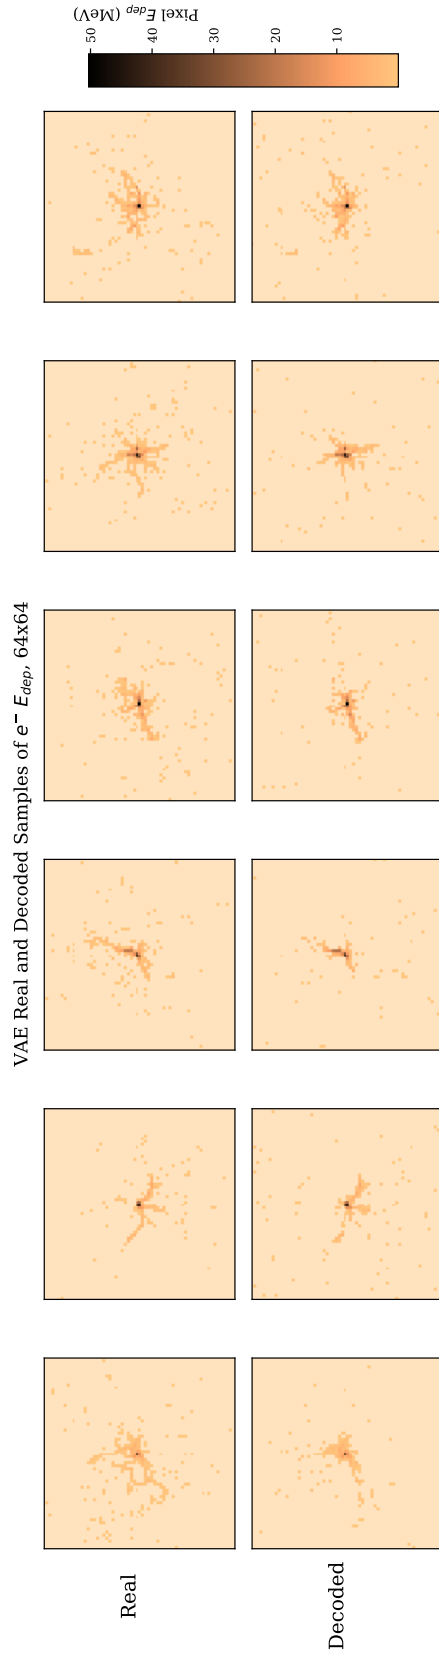 VAE Real and Decoded Samples of e⁻ E_dep, 64x64
Real
Decoded
50
40
30
20
10
Pixel E_dep (MeV)